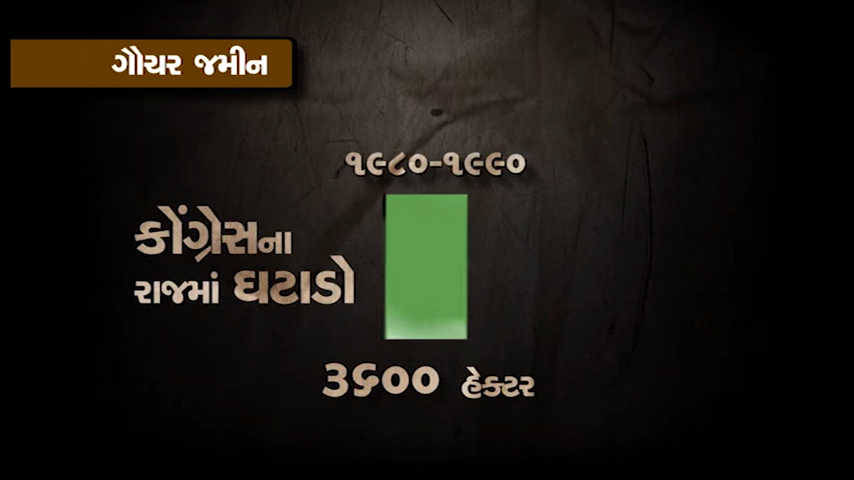 ગૌચર જમીન
૧૯૮૦-૧૯૯૦
કોંગ્રેસના
રાજમાં ઘટાડો
૩૬૦૦ હેક્ટર